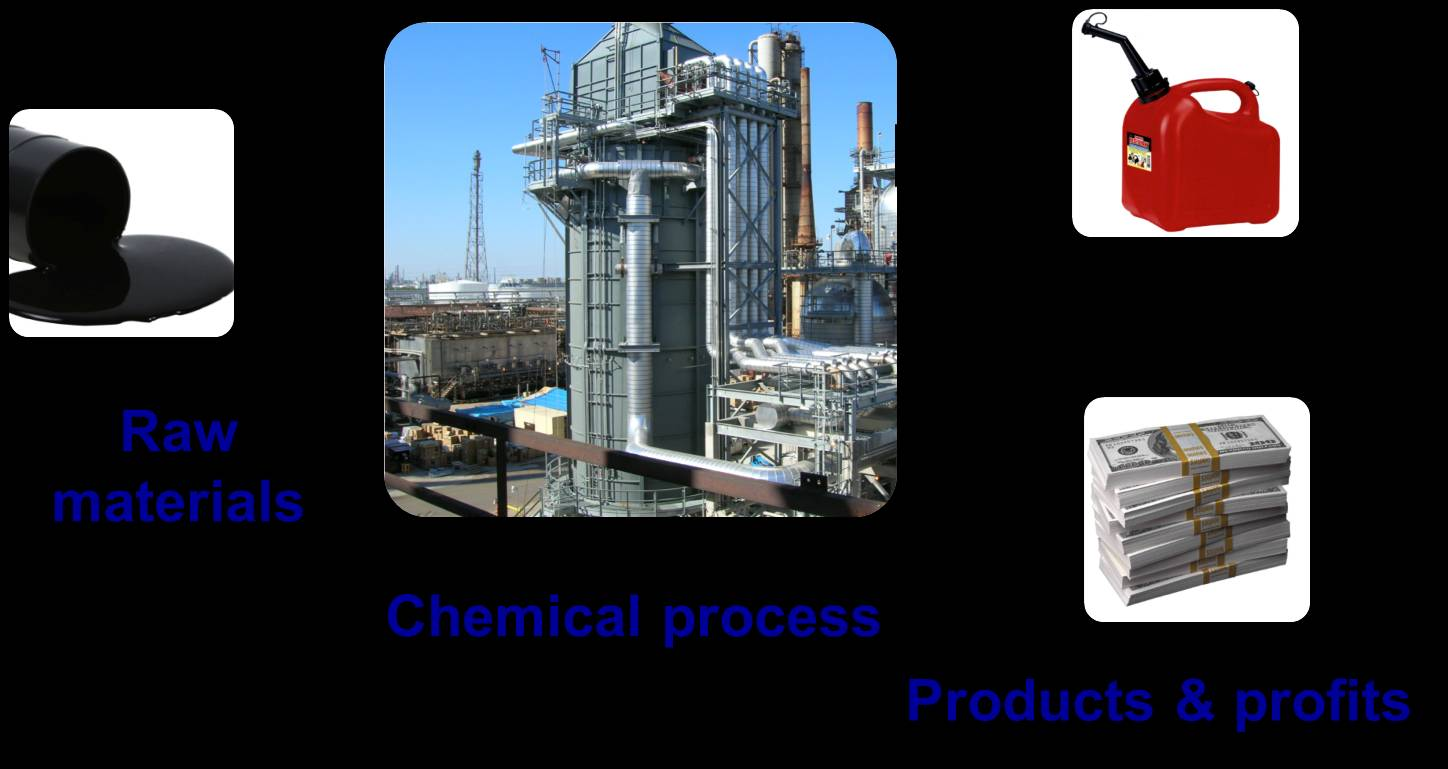 Raw
materials
Chemical process
Products & profits